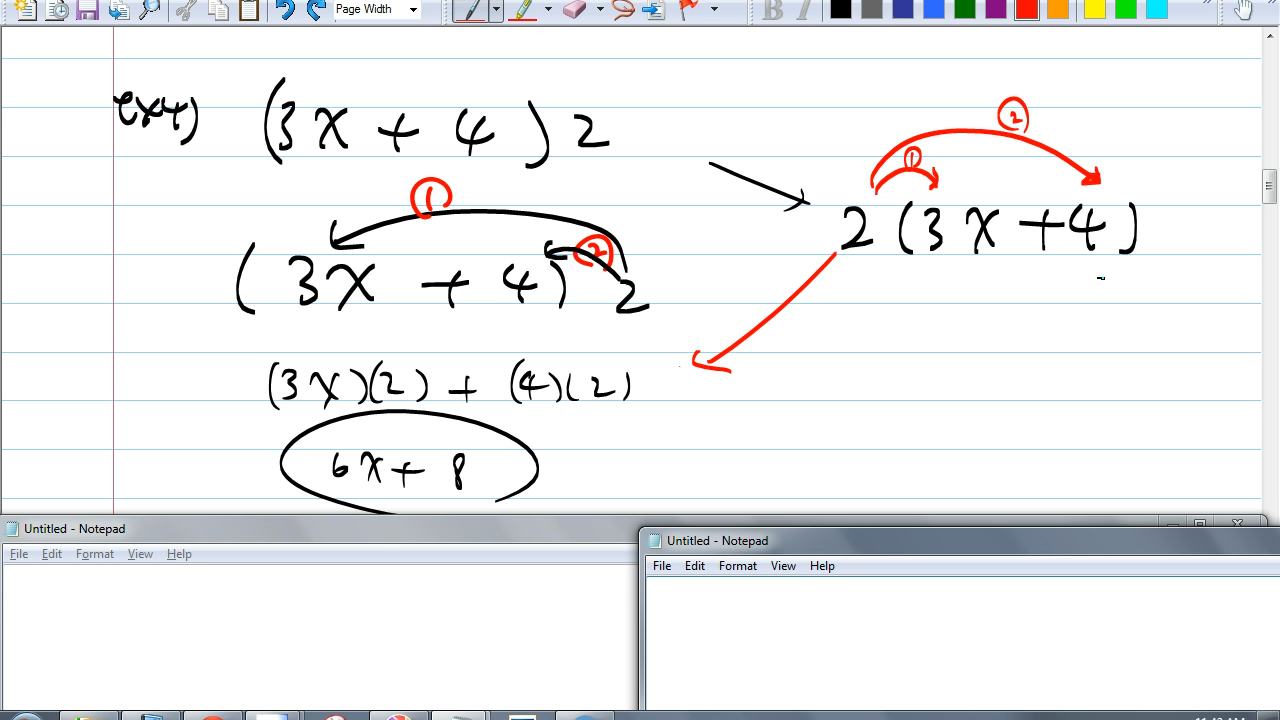 Page Width
B I
ex4) (3x + 4) 2
① ②
( 3x + 4) 2
(3x)(2) + (4)(2)
6x + 8
② ①
2 (3x + 4)
Untitled - Notepad
File Edit Format View Help
Untitled - Notepad
File Edit Format View Help